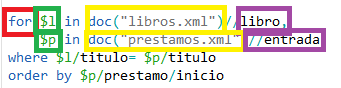 for $l in doc("libros.xml")//libro,
$p in doc("prestamos.xml")//entrada
where $l/titulo= $p/titulo
order by $p/prestamo/inicio